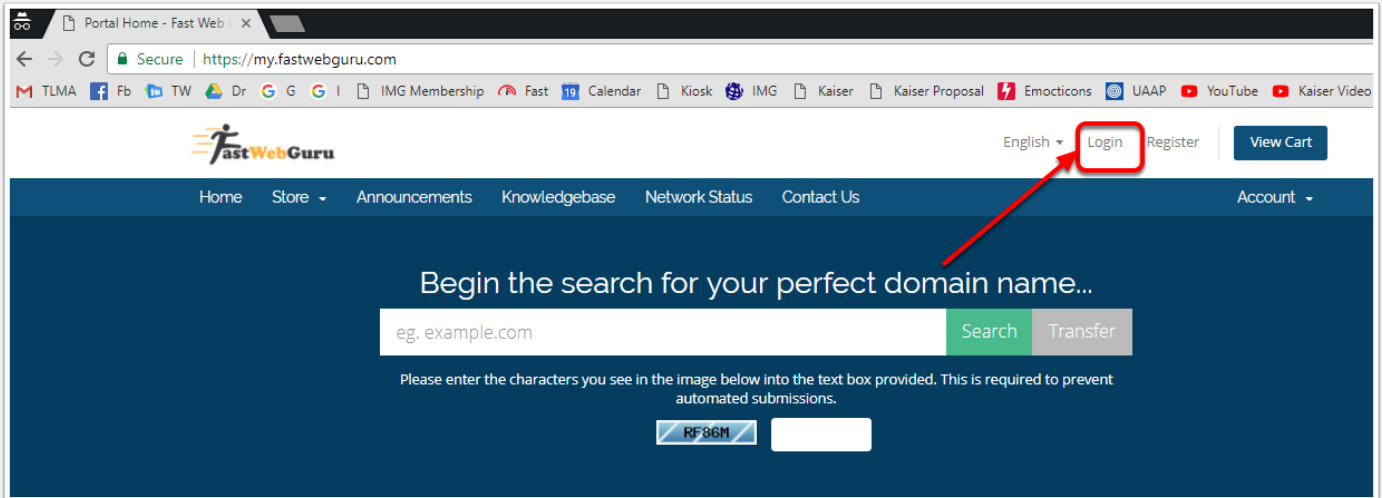 Portal Home - Fast Web
Secure https://my.fastwebguru.com
TLMA Fb TW Dr G I IMG Membership Fast 19 Calendar Kiosk IMG Kaiser Kaiser Proposal Emocticons UAAP YouTube Kaiser Video
FastWebGuru English Login Register View Cart
Home Store Announcements Knowledgebase Network Status Contact Us Account
Begin the search for your perfect domain name...
eg. example.com Search Transfer
Please enter the characters you see in the image below into the text box provided. This is required to prevent
automated submissions.
RF86M